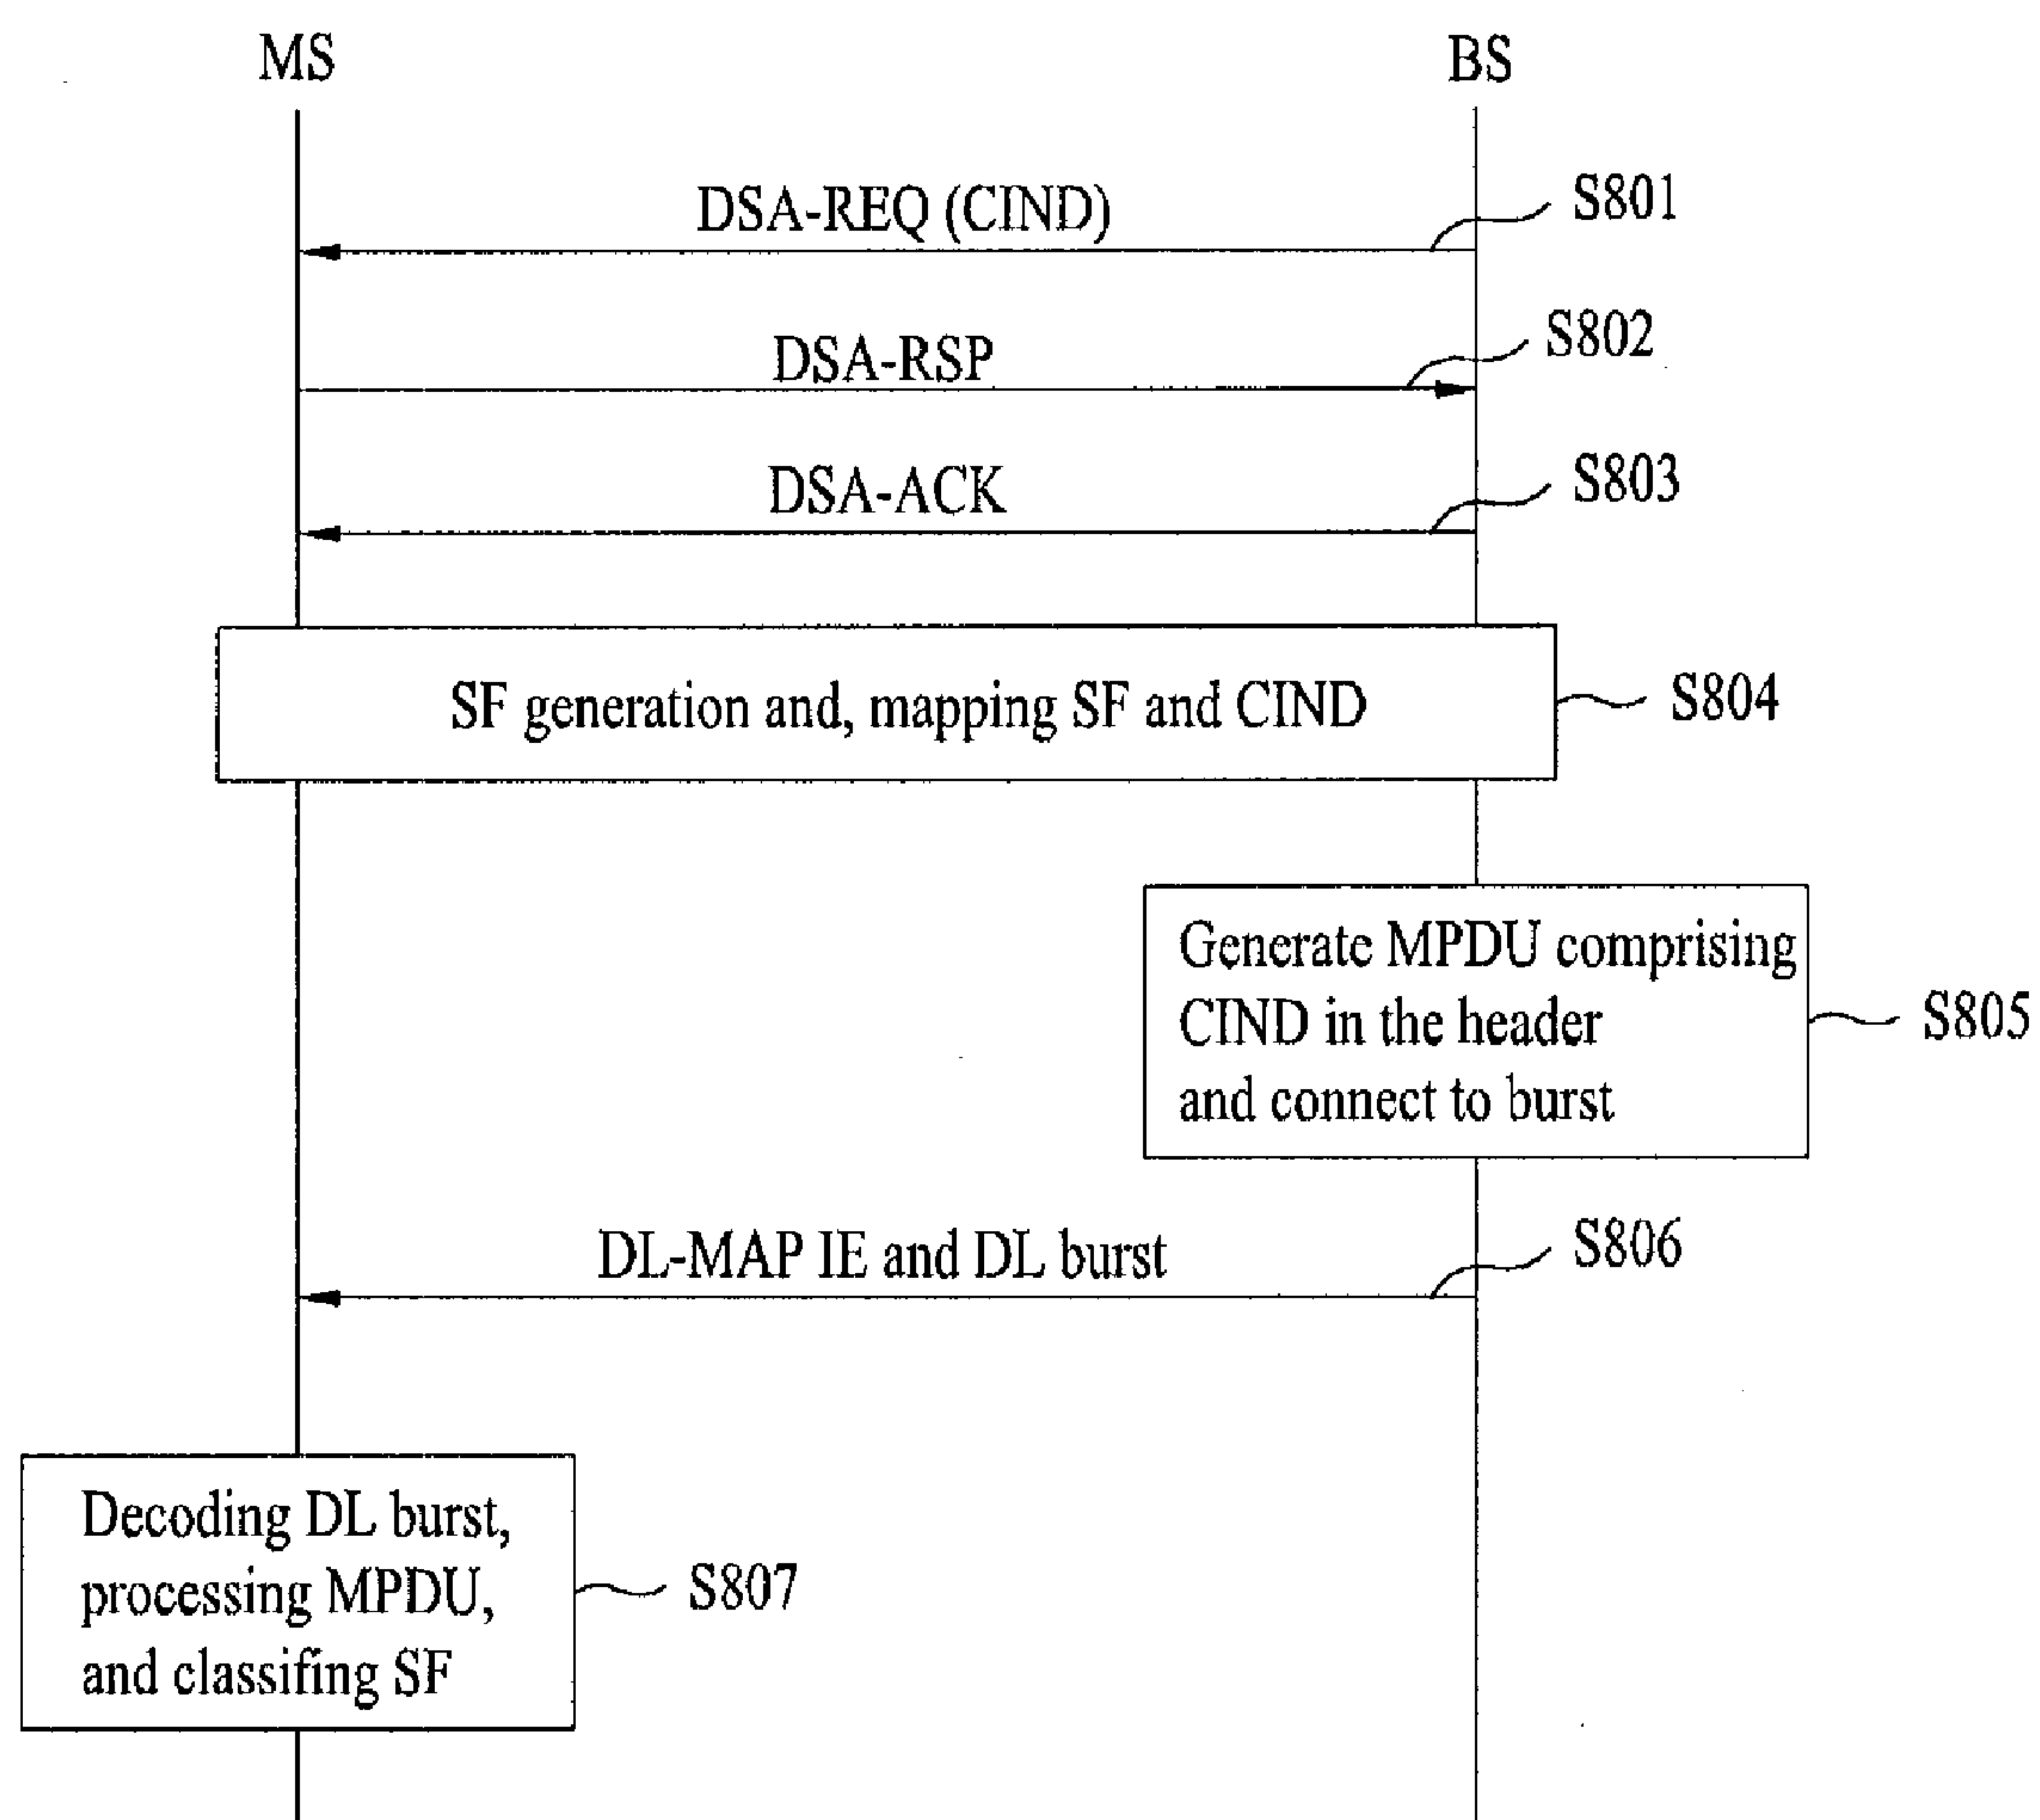 MS
BS
DSA-REQ (CIND)
S801
DSA-RSP
S802
DSA-ACK
S803
SF generation and, mapping SF and CIND
S804
Generate MPDU comprising
CIND in the header
and connect to burst
S805
DL-MAP IE and DL burst
S806
Decoding DL burst,
processing MPDU,
and classifing SF
S807